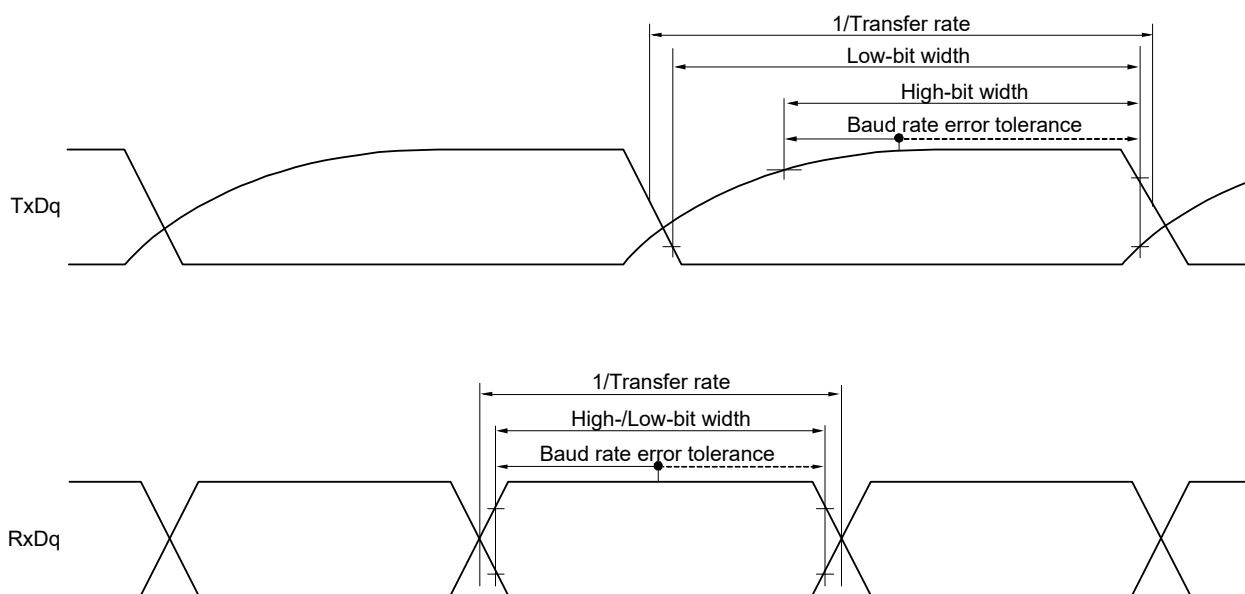 1/Transfer rate
Low-bit width
High-bit width
Baud rate error tolerance
TxDq
1/Transfer rate
High-/Low-bit width
Baud rate error tolerance
RxDq